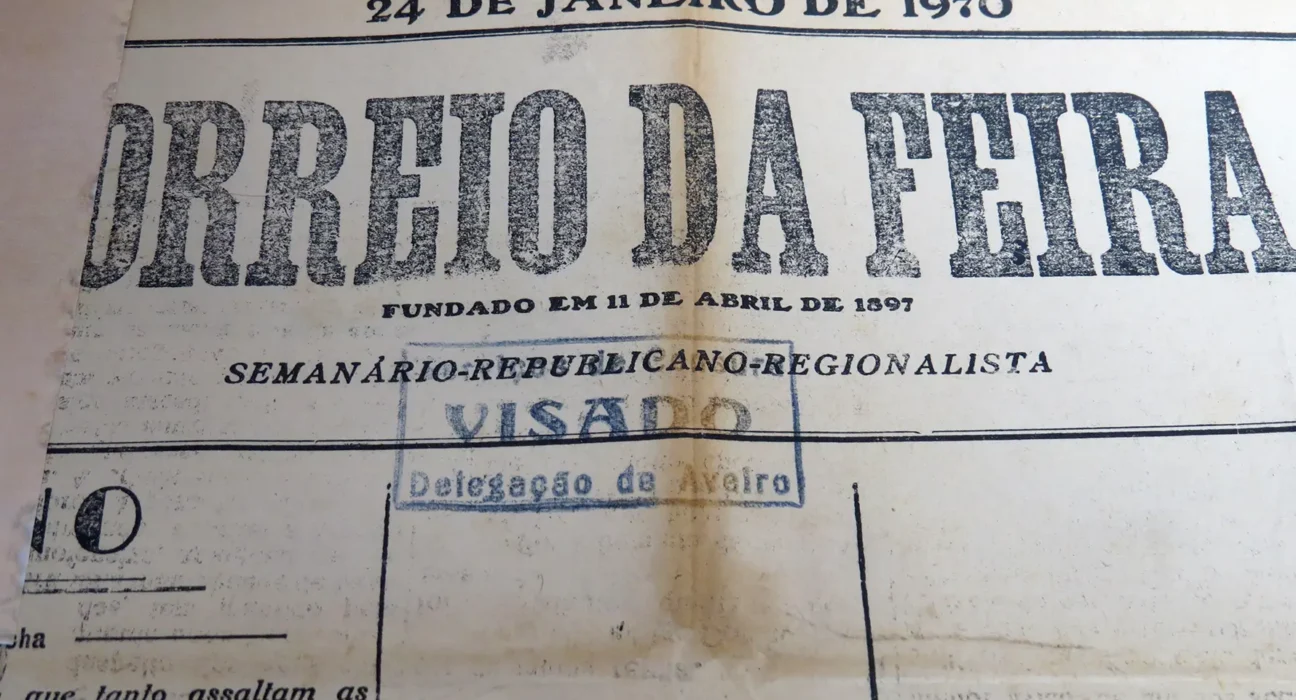 24 DE JANEIRO DE 1970
ORREIO DA FEIRA
FUNDADO EM 11 DE ABRIL DE 1897
SEMANÁRIO-REPUBLICANO-REGIONALISTA
VISADO
Delegação de Aveiro
NO
que tanto assaltam as